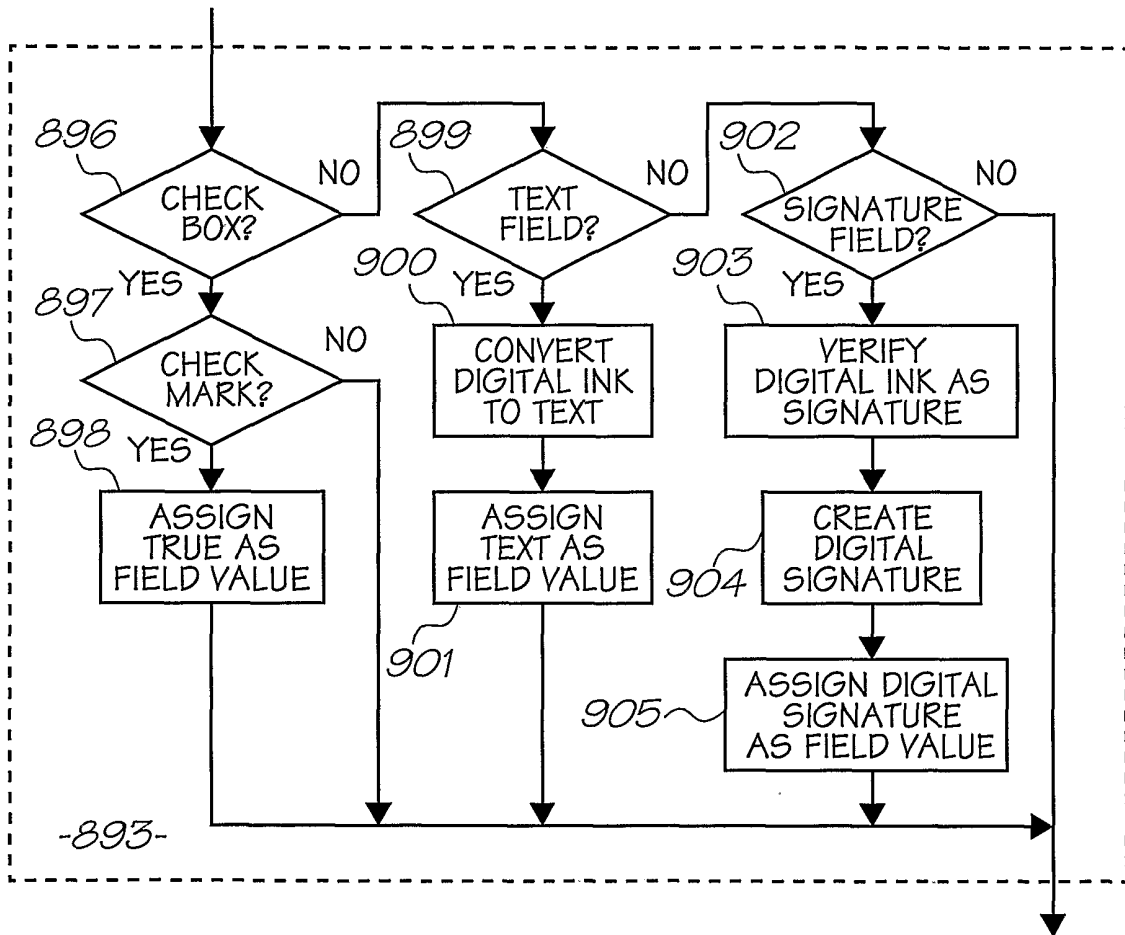 896
CHECK
BOX?
NO
YES
897
CHECK
MARK?
NO
YES
898
ASSIGN
TRUE AS
FIELD VALUE
899
TEXT
FIELD?
NO
YES
900
CONVERT
DIGITAL INK
TO TEXT
ASSIGN
TEXT AS
FIELD VALUE
901
902
SIGNATURE
FIELD?
NO
YES
903
VERIFY
DIGITAL INK AS
SIGNATURE
CREATE
DIGITAL
SIGNATURE
904
ASSIGN DIGITAL
SIGNATURE
AS FIELD VALUE
905
-893-